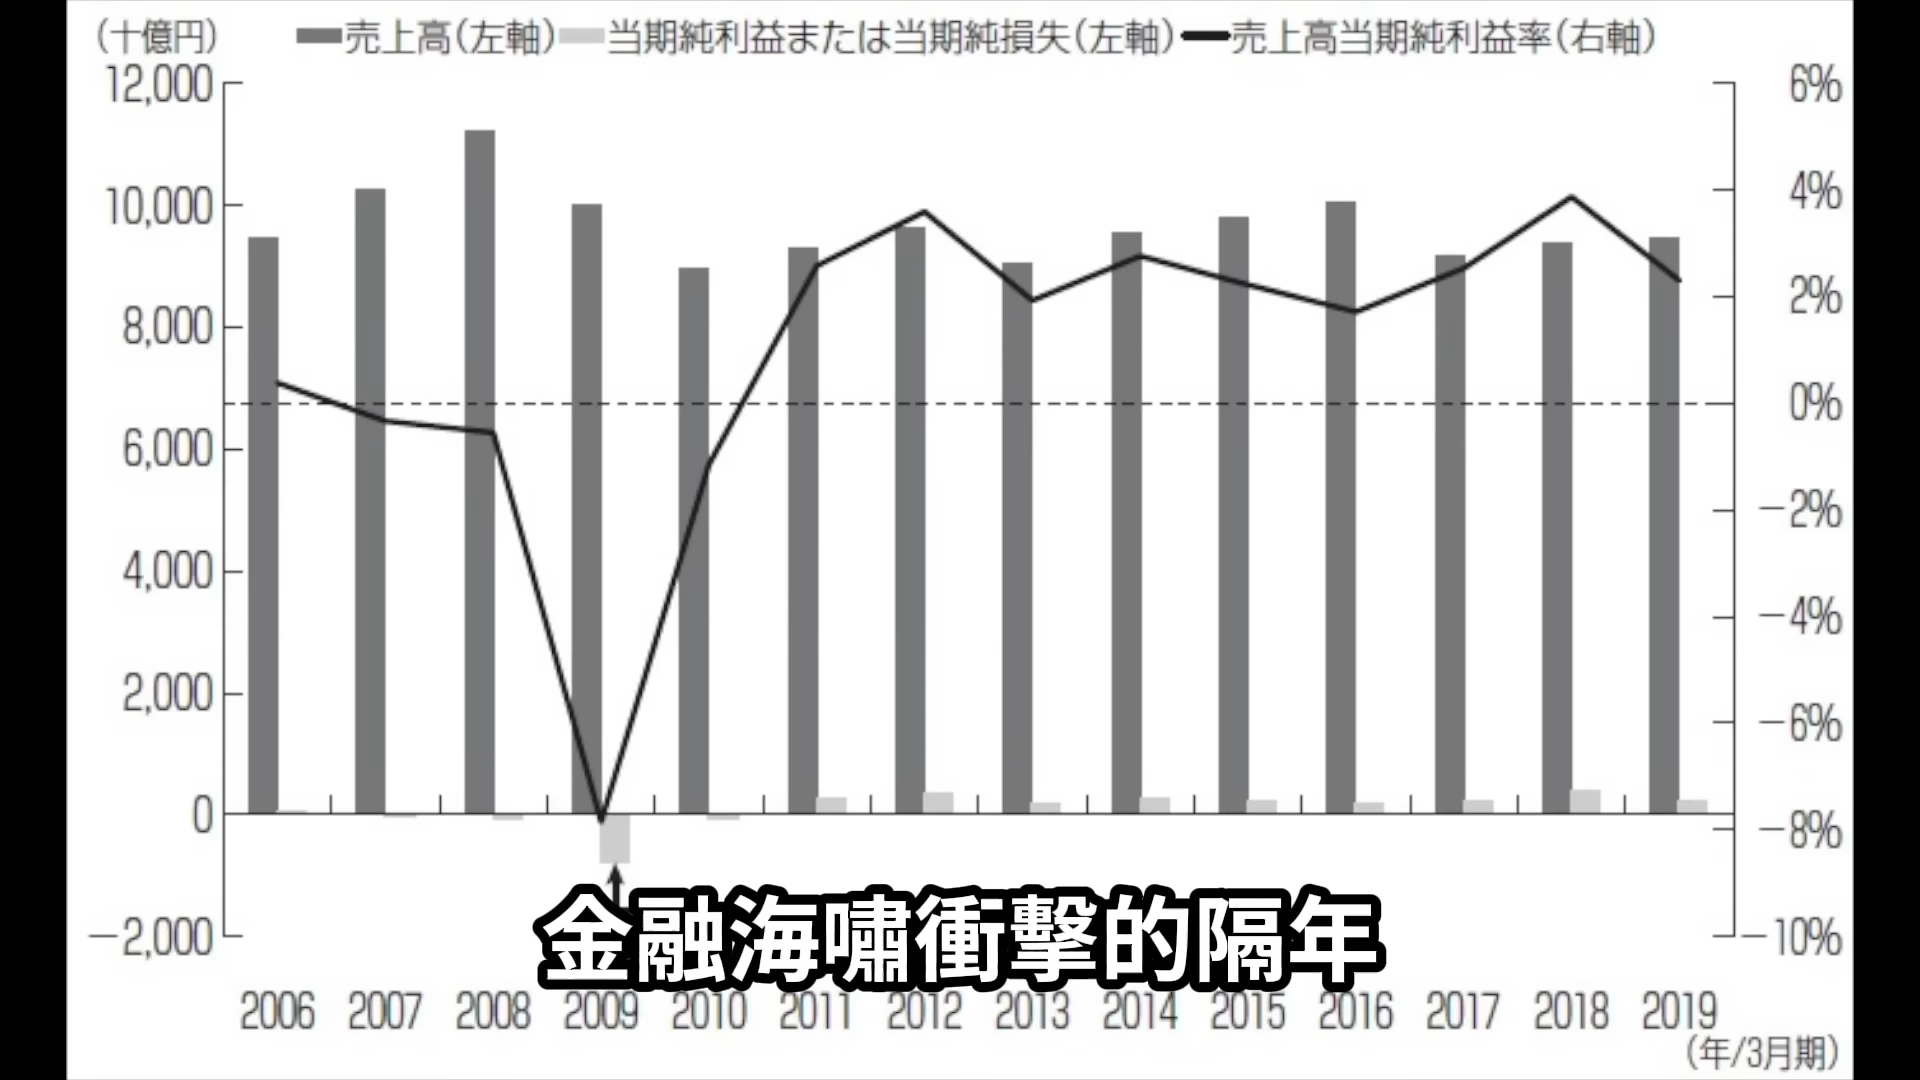 (十億円) 売上高(左軸) 当期純利益または当期純損失(左軸) 売上高当期純利益率(右軸)
12,000 6%
10,000 4%
8,000 2%
6,000 0%
4,000 −2%
2,000 −4%
0 −6%
−2,000 −8%
−10%
金融海嘯衝擊的隔年
2006 2007 2008 2009 2010 2011 2012 2013 2014 2015 2016 2017 2018 2019
(年/3月期)